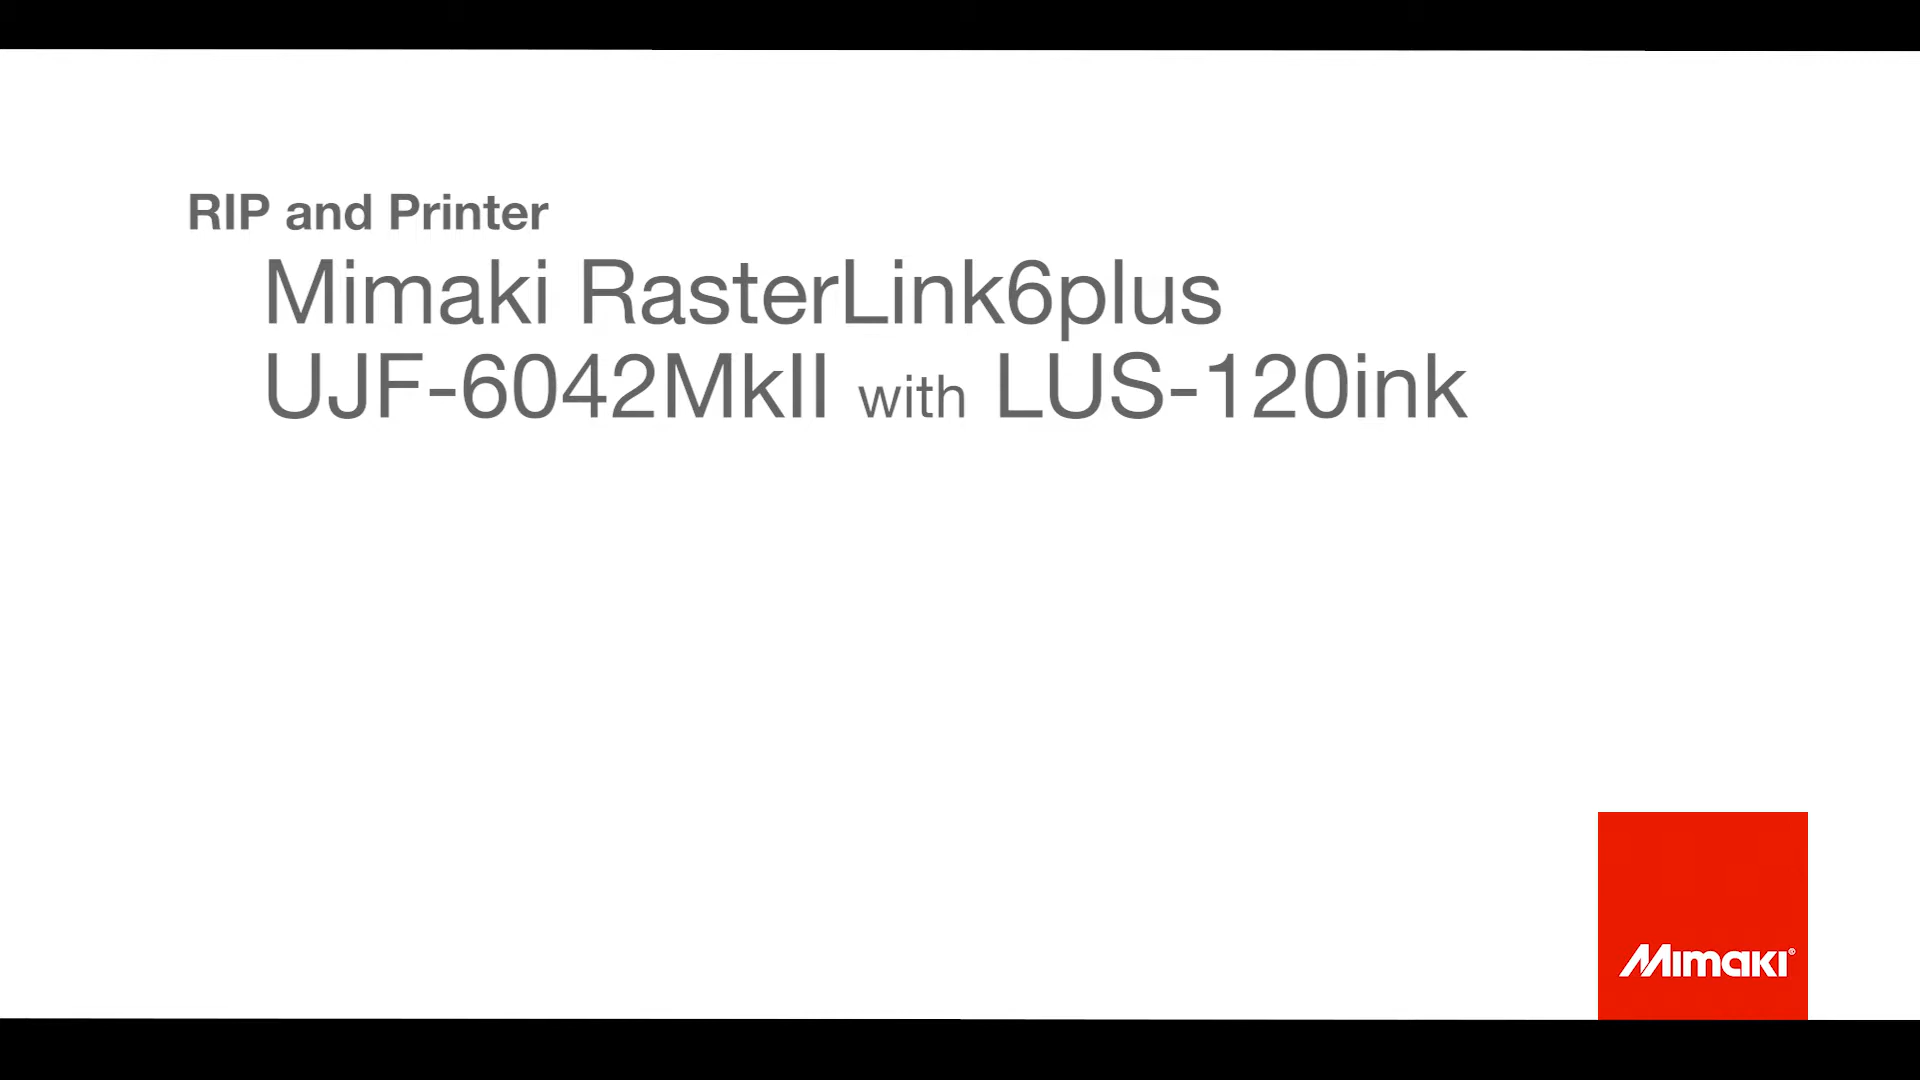 RIP and Printer
Mimaki RasterLink6plus
UJF-6042MkII with LUS-120ink
Mimaki®